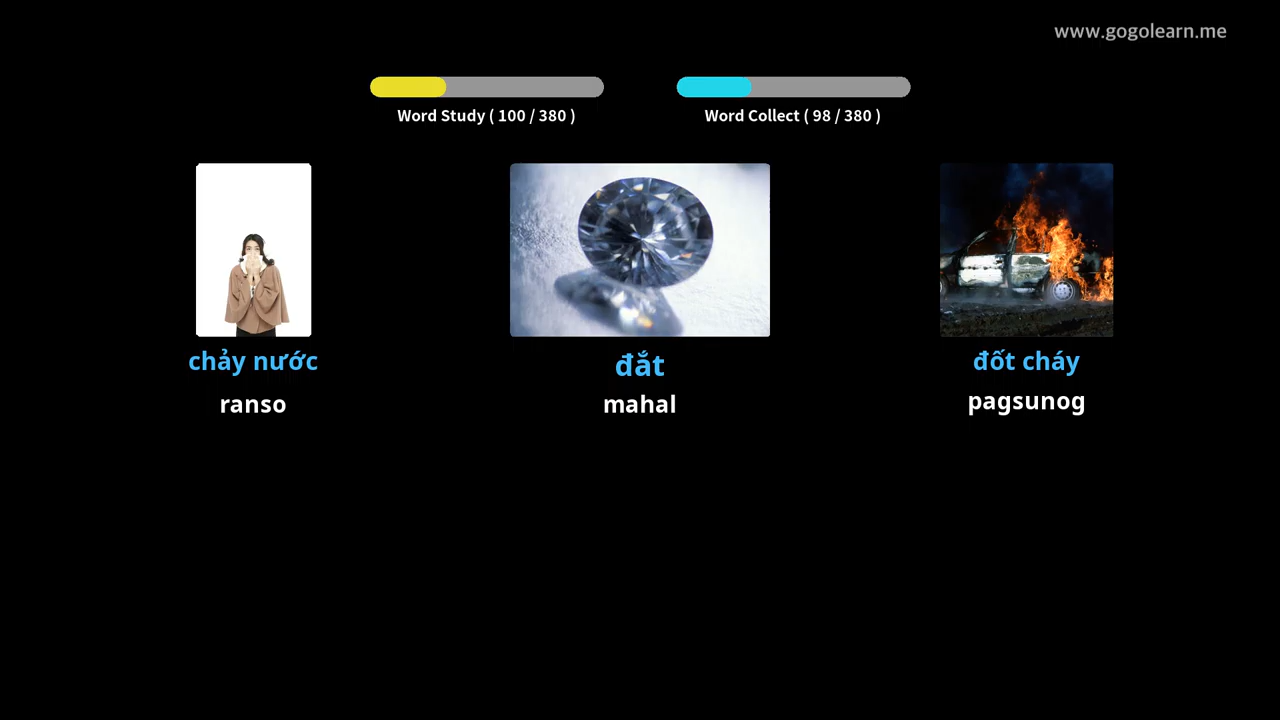 www.gogolearn.me
Word Study ( 100 / 380 )
Word Collect ( 98 / 380 )
chảy nước
ranso
đắt
mahal
đốt cháy
pagsunog